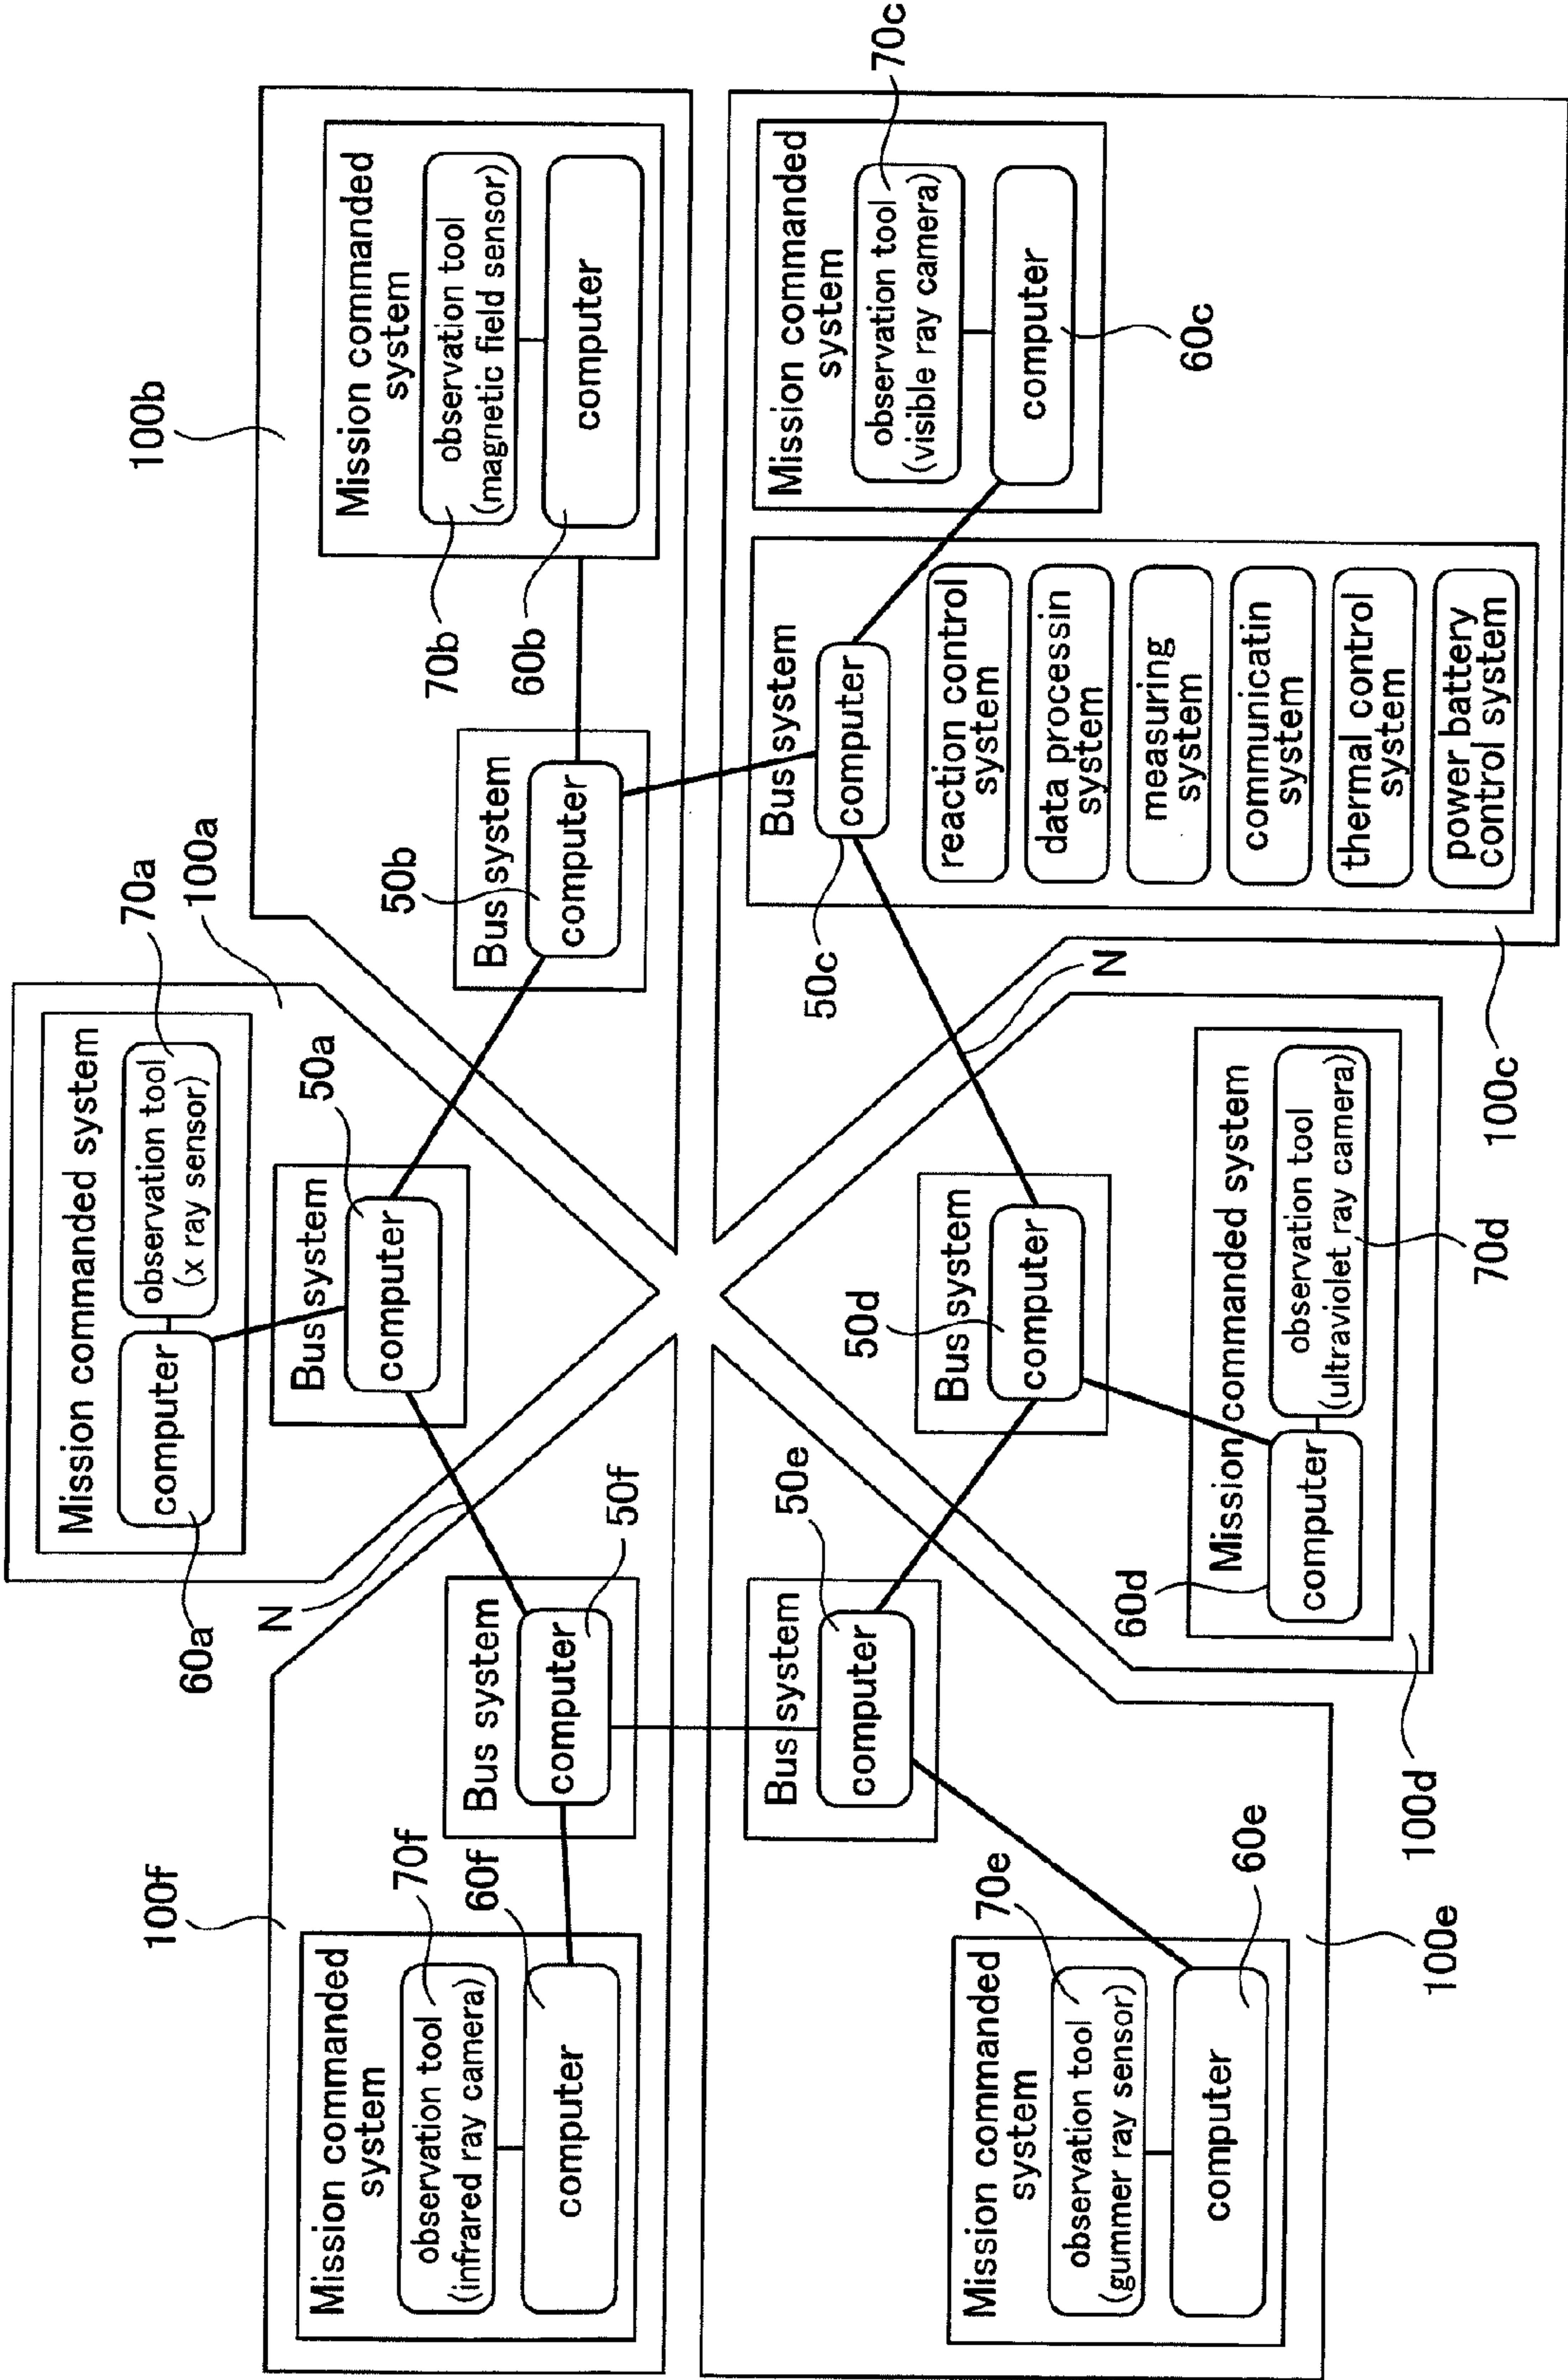 100f
Mission commanded
system
observation tool
(infrared ray camera)
70f
computer
60f
Bus system
computer
50f
N
Mission commanded system
computer
60a
observation tool
(x ray sensor)
70a
100a
Bus system
computer
50a
100b
Mission commanded
system
observation tool
(magnetic field sensor)
70b
computer
60b
Bus system
computer
50b
Mission commanded
system
observation tool
(visible ray camera)
70c
computer
60c
Bus system
computer
50c
reaction control
system
data processin
system
measuring
system
communicatin
system
thermal control
system
power battery
control system
100c
N
Bus system
computer
50d
Mission commanded system
computer
60d
observation tool
(ultraviolet ray camera)
70d
100d
Bus system
computer
50e
Mission commanded
system
observation tool
(gummer ray sensor)
70e
computer
60e
100e